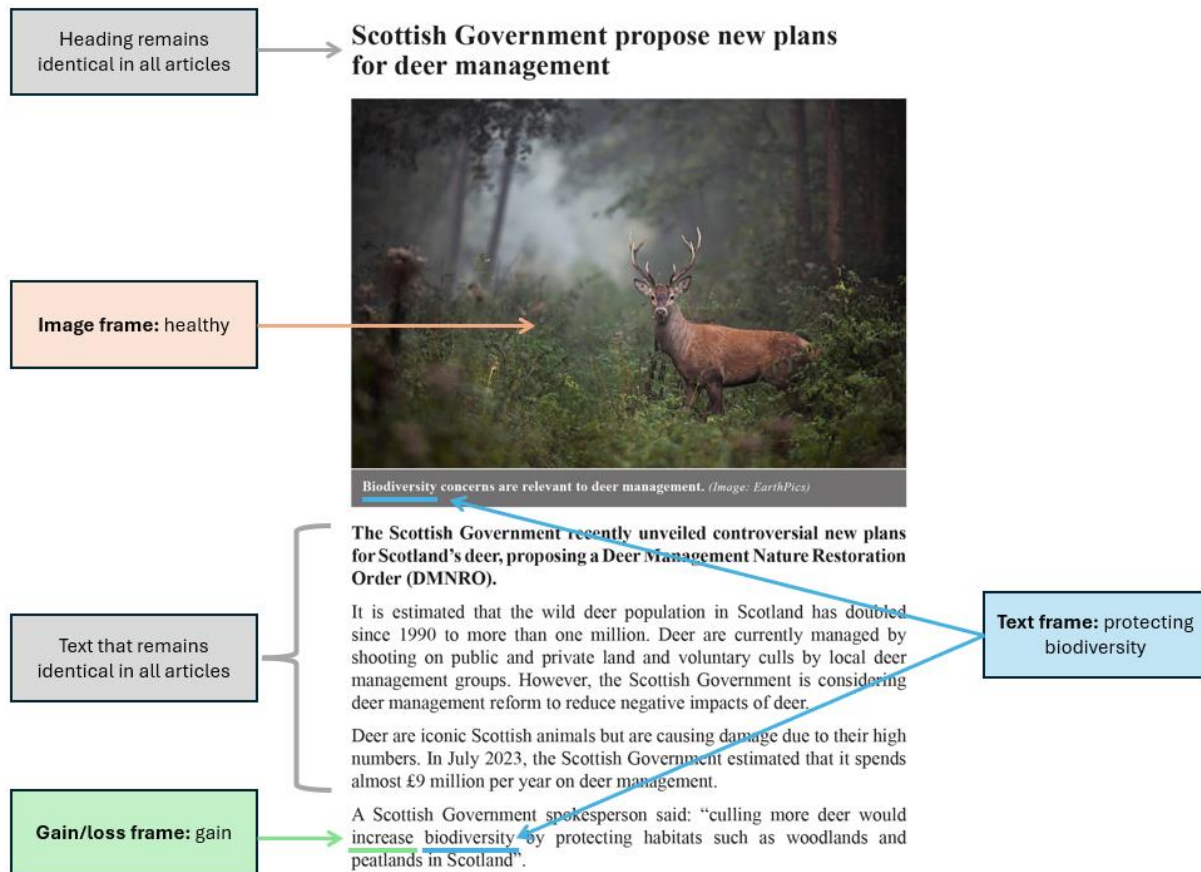 Heading remains
identical in all articles
Scottish Government propose new plans
for deer management
Image frame: healthy
Biodiversity concerns are relevant to deer management. (Image: EarthPics)
The Scottish Government recently unveiled controversial new plans
for Scotland's deer, proposing a Deer Management Nature Restoration
Order (DMNRO).
It is estimated that the wild deer population in Scotland has doubled
since 1990 to more than one million. Deer are currently managed by
shooting on public and private land and voluntary culls by local deer
management groups. However, the Scottish Government is considering
deer management reform to reduce negative impacts of deer.
Text that remains
identical in all articles
Text frame: protecting
biodiversity
Deer are iconic Scottish animals but are causing damage due to their high
numbers. In July 2023, the Scottish Government estimated that it spends
almost £9 million per year on deer management.
Gain/loss frame: gain
A Scottish Government spokesperson said: “culling more deer would
increase biodiversity by protecting habitats such as woodlands and
peatlands in Scotland”.